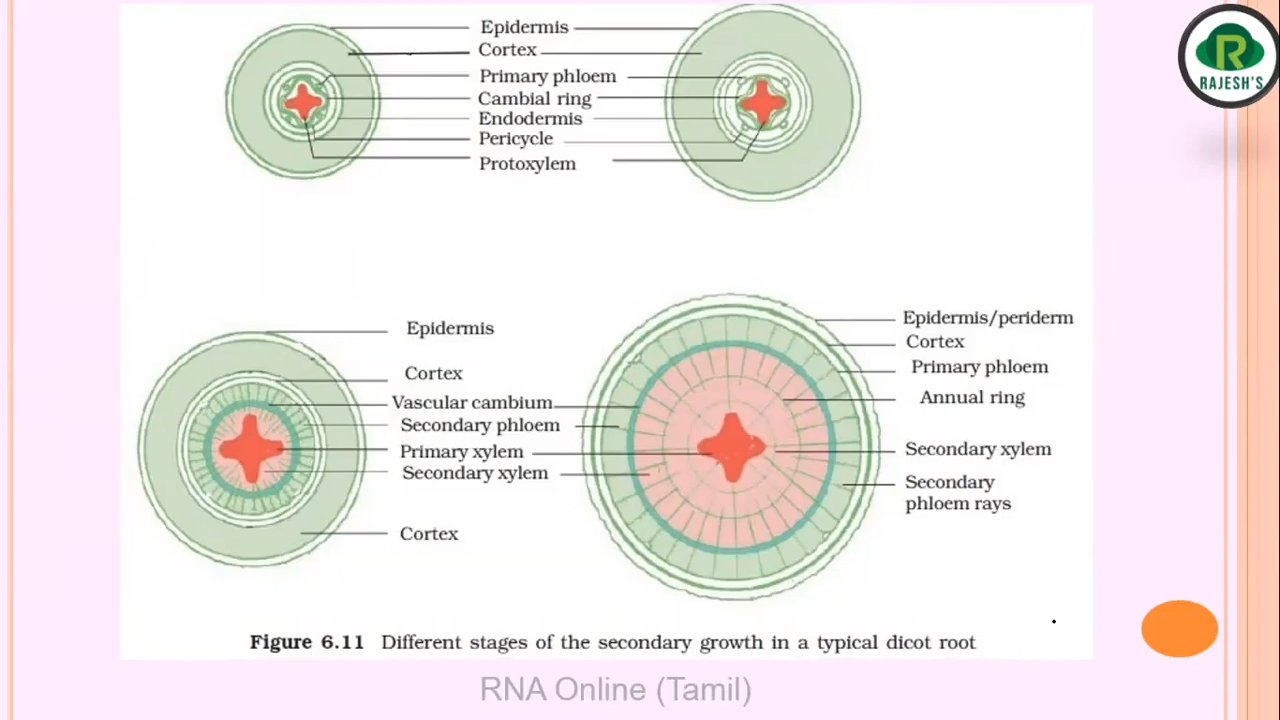 Epidermis
Cortex
Primary phloem
Cambial ring
Endodermis
Pericycle
Protoxylem
R
RAJESH'S
Epidermis
Cortex
Vascular cambium
Secondary phloem
Primary xylem
Secondary xylem
Cortex
Epidermis/periderm
Cortex
Primary phloem
Annual ring
Secondary xylem
Secondary
phloem rays
Figure 6.11 Different stages of the secondary growth in a typical dicot root
RNA Online (Tamil)